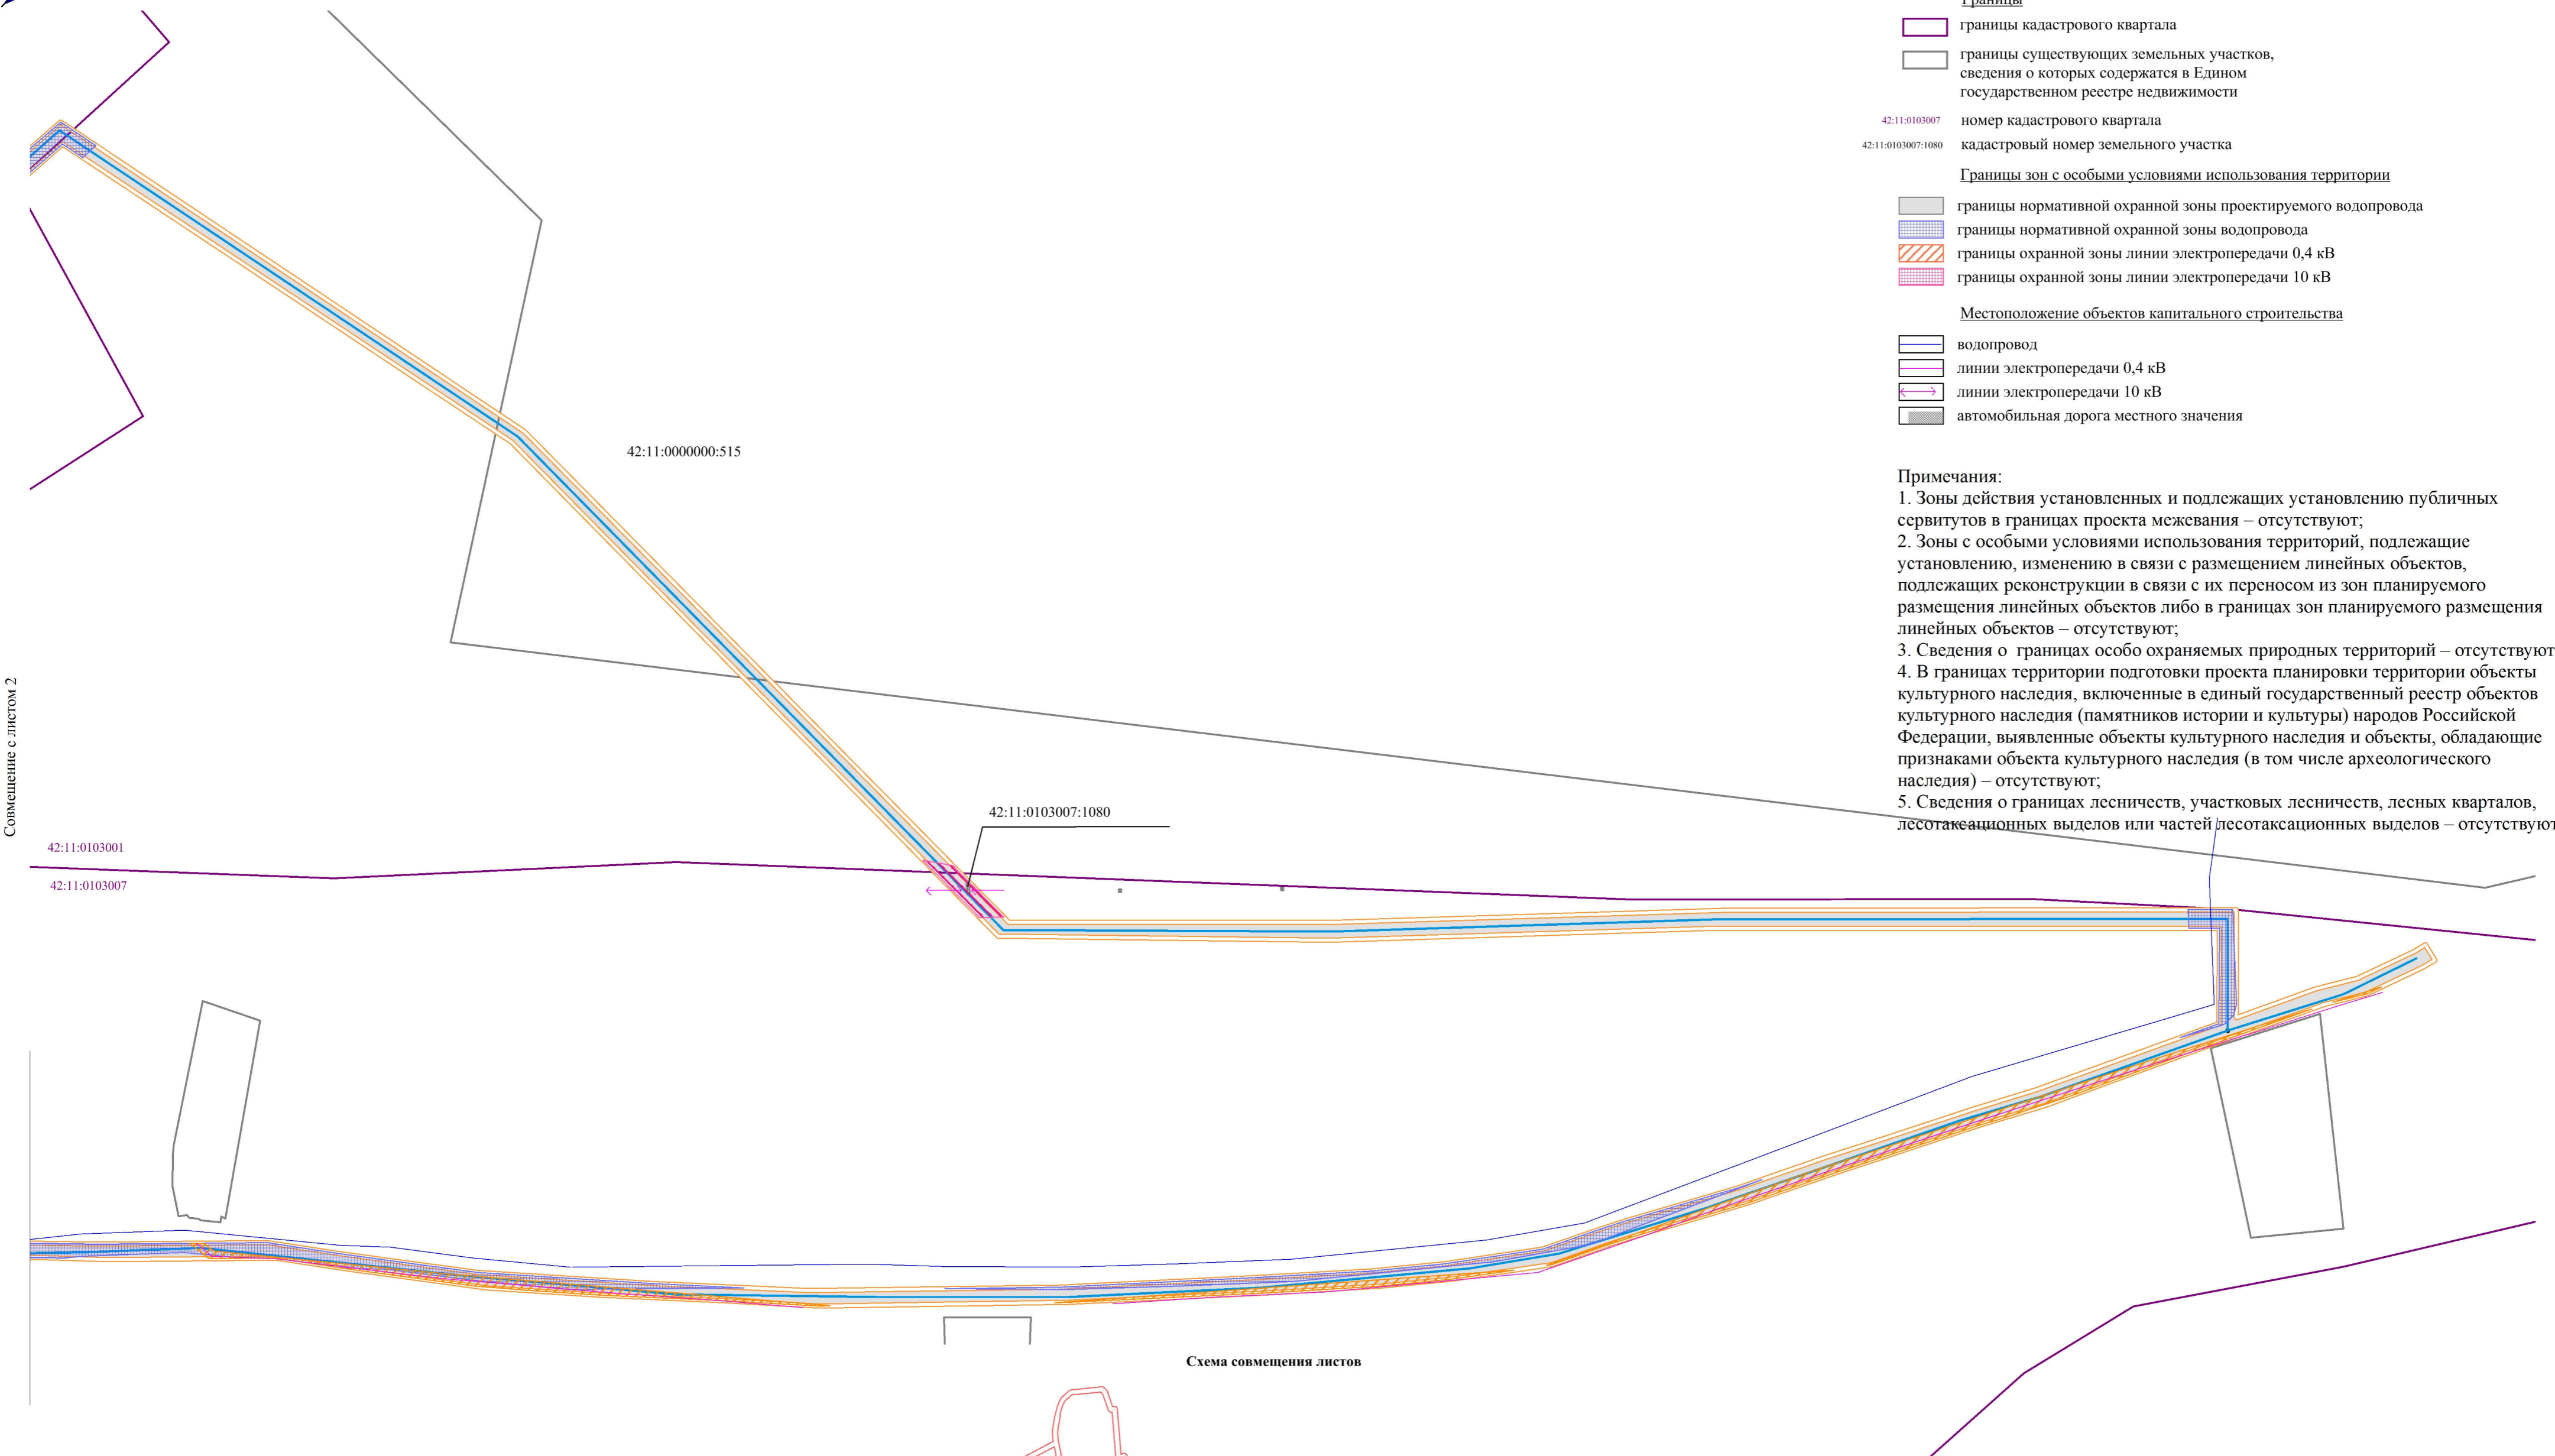 Границы
границы кадастрового квартала
границы существующих земельных участков,
сведения о которых содержатся в Едином
государственном реестре недвижимости
42:11:0103007 номер кадастрового квартала
42:11:0103007:1080 кадастровый номер земельного участка
Границы зон с особыми условиями использования территории
границы нормативной охранной зоны проектируемого водопровода
границы нормативной охранной зоны водопровода
границы охранной зоны линии электропередачи 0,4 кВ
границы охранной зоны линии электропередачи 10 кВ
Местоположение объектов капитального строительства
водопровод
линии электропередачи 0,4 кВ
линии электропередачи 10 кВ
автомобильная дорога местного значения
Примечания:
1. Зоны действия установленных и подлежащих установлению публичных
сервитутов в границах проекта межевания – отсутствуют;
2. Зоны с особыми условиями использования территорий, подлежащие
установлению, изменению в связи с размещением линейных объектов,
подлежащих реконструкции в связи с их переносом из зон планируемого
размещения линейных объектов либо в границах зон планируемого размещения
линейных объектов – отсутствуют;
3. Сведения о  границах особо охраняемых природных территорий – отсутствуют
4. В границах территории подготовки проекта планировки территории объекты
культурного наследия, включенные в единый государственный реестр объектов
культурного наследия (памятников истории и культуры) народов Российской
Федерации, выявленные объекты культурного наследия и объекты, обладающие
признаками объекта культурного наследия (в том числе археологического
наследия) – отсутствуют;
5. Сведения о границах лесничеств, участковых лесничеств, лесных кварталов,
лесотаксационных выделов или частей лесотаксационных выделов – отсутствуют
42:11:0000000:515
Совмещение с листом 2
42:11:0103007:1080
42:11:0103001
42:11:0103007
Схема совмещения листов